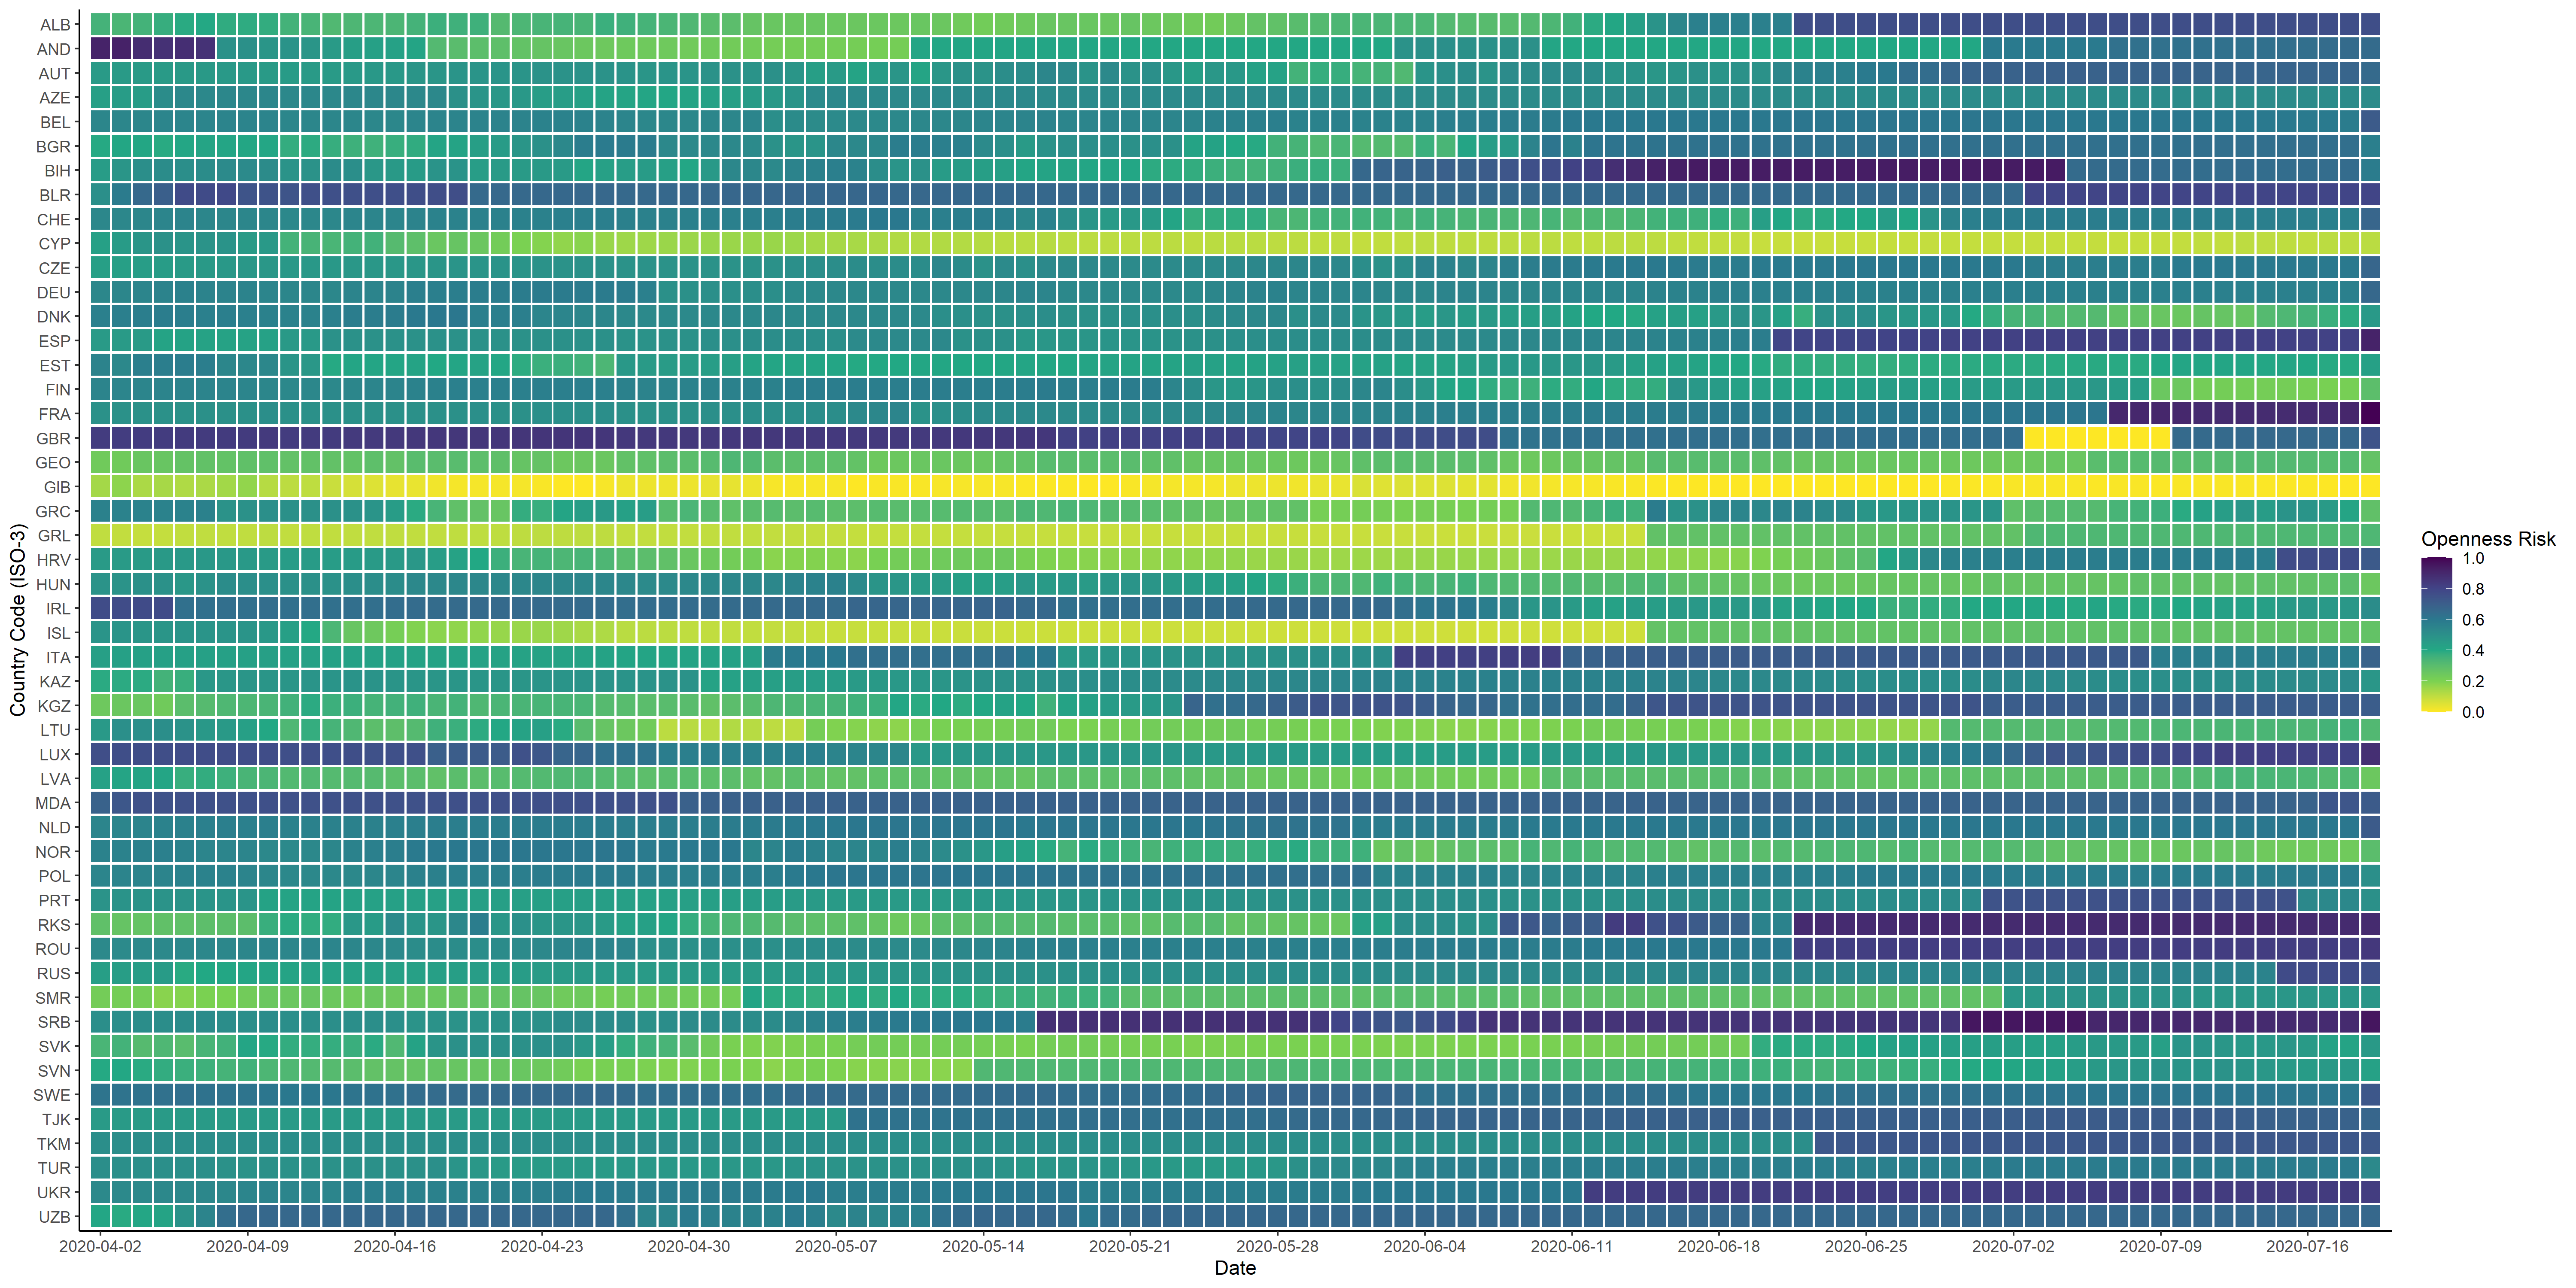 Country Code (ISO-3)
ALB
AND
AUT
AZE
BEL
BGR
BIH
BLR
CHE
CYP
CZE
DEU
DNK
ESP
EST
FIN
FRA
GBR
GEO
GIB
GRC
GRL
HRV
HUN
IRL
ISL
ITA
KAZ
KGZ
LTU
LUX
LVA
MDA
NLD
NOR
POL
PRT
RKS
ROU
RUS
SMR
SRB
SVK
SVN
SWE
TJK
TKM
TUR
UKR
UZB
2020-04-02 2020-04-09 2020-04-16 2020-04-23 2020-04-30 2020-05-07 2020-05-14 2020-05-21 2020-05-28 2020-06-04 2020-06-11 2020-06-18 2020-06-25 2020-07-02 2020-07-09 2020-07-16
Date
Openness Risk
1.0
0.8
0.6
0.4
0.2
0.0